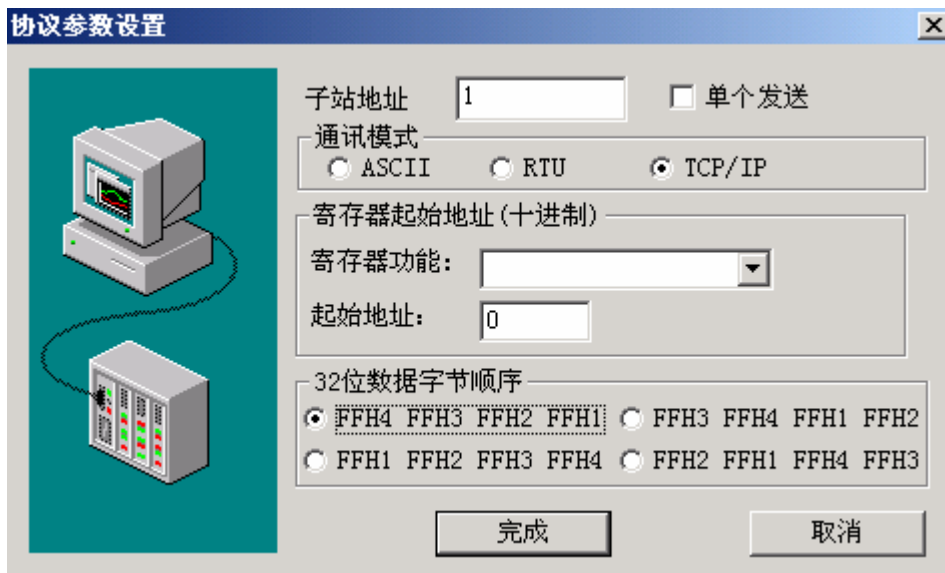 协议参数设置
子站地址 1 单个发送
通讯模式
ASCII RTU TCP/IP
寄存器起始地址(十进制)
寄存器功能:
起始地址: 0
32位数据字节顺序
FFH4 FFH3 FFH2 FFH1 FFH3 FFH4 FFH1 FFH2
FFH1 FFH2 FFH3 FFH4 FFH2 FFH1 FFH4 FFH3
完成 取消